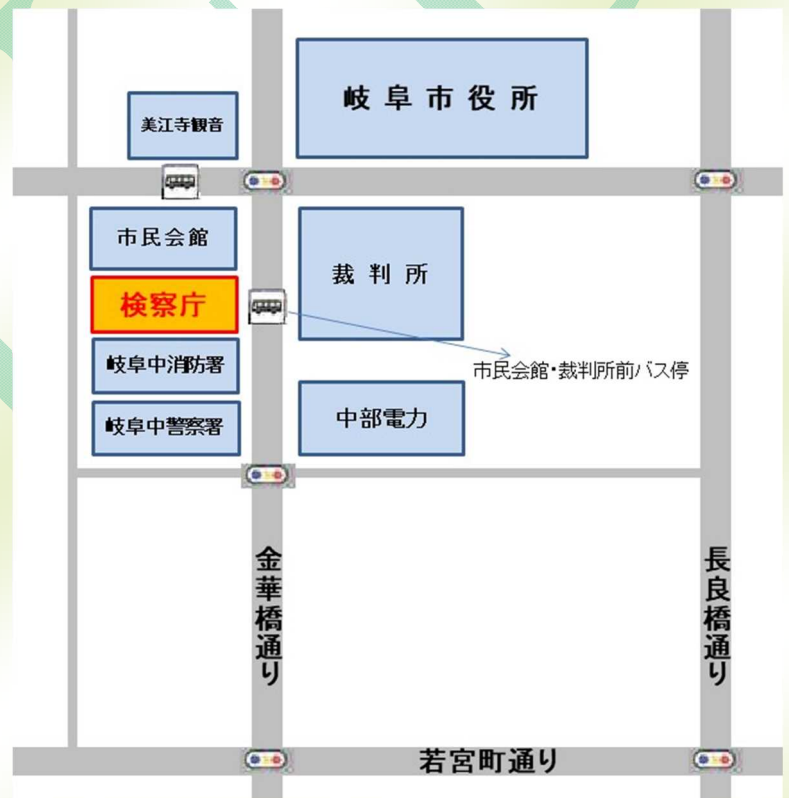 岐阜市役所
美江寺観音
市民会館
裁判所
検察庁
市民会館・裁判所前バス停
岐阜中消防署
岐阜中警察署
中部電力
金華橋通り
長良橋通り
若宮町通り